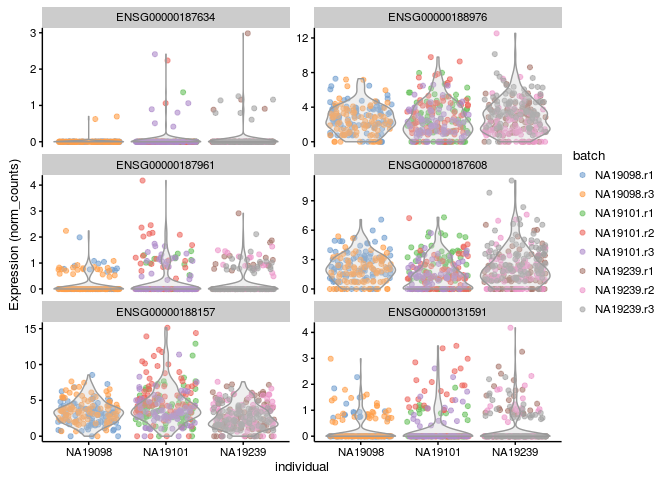 ENSG00000187634
ENSG00000188976
3
2
1
0
12
8
4
0
ENSG00000187961
ENSG00000187608
4
3
2
1
0
9
6
3
0
ENSG00000188157
ENSG00000131591
15
10
5
0
4
3
2
1
0
NA19098
NA19101
NA19239
NA19098
NA19101
NA19239
individual
Expression (norm_counts)
batch
NA19098.r1
NA19098.r3
NA19101.r1
NA19101.r2
NA19101.r3
NA19239.r1
NA19239.r2
NA19239.r3